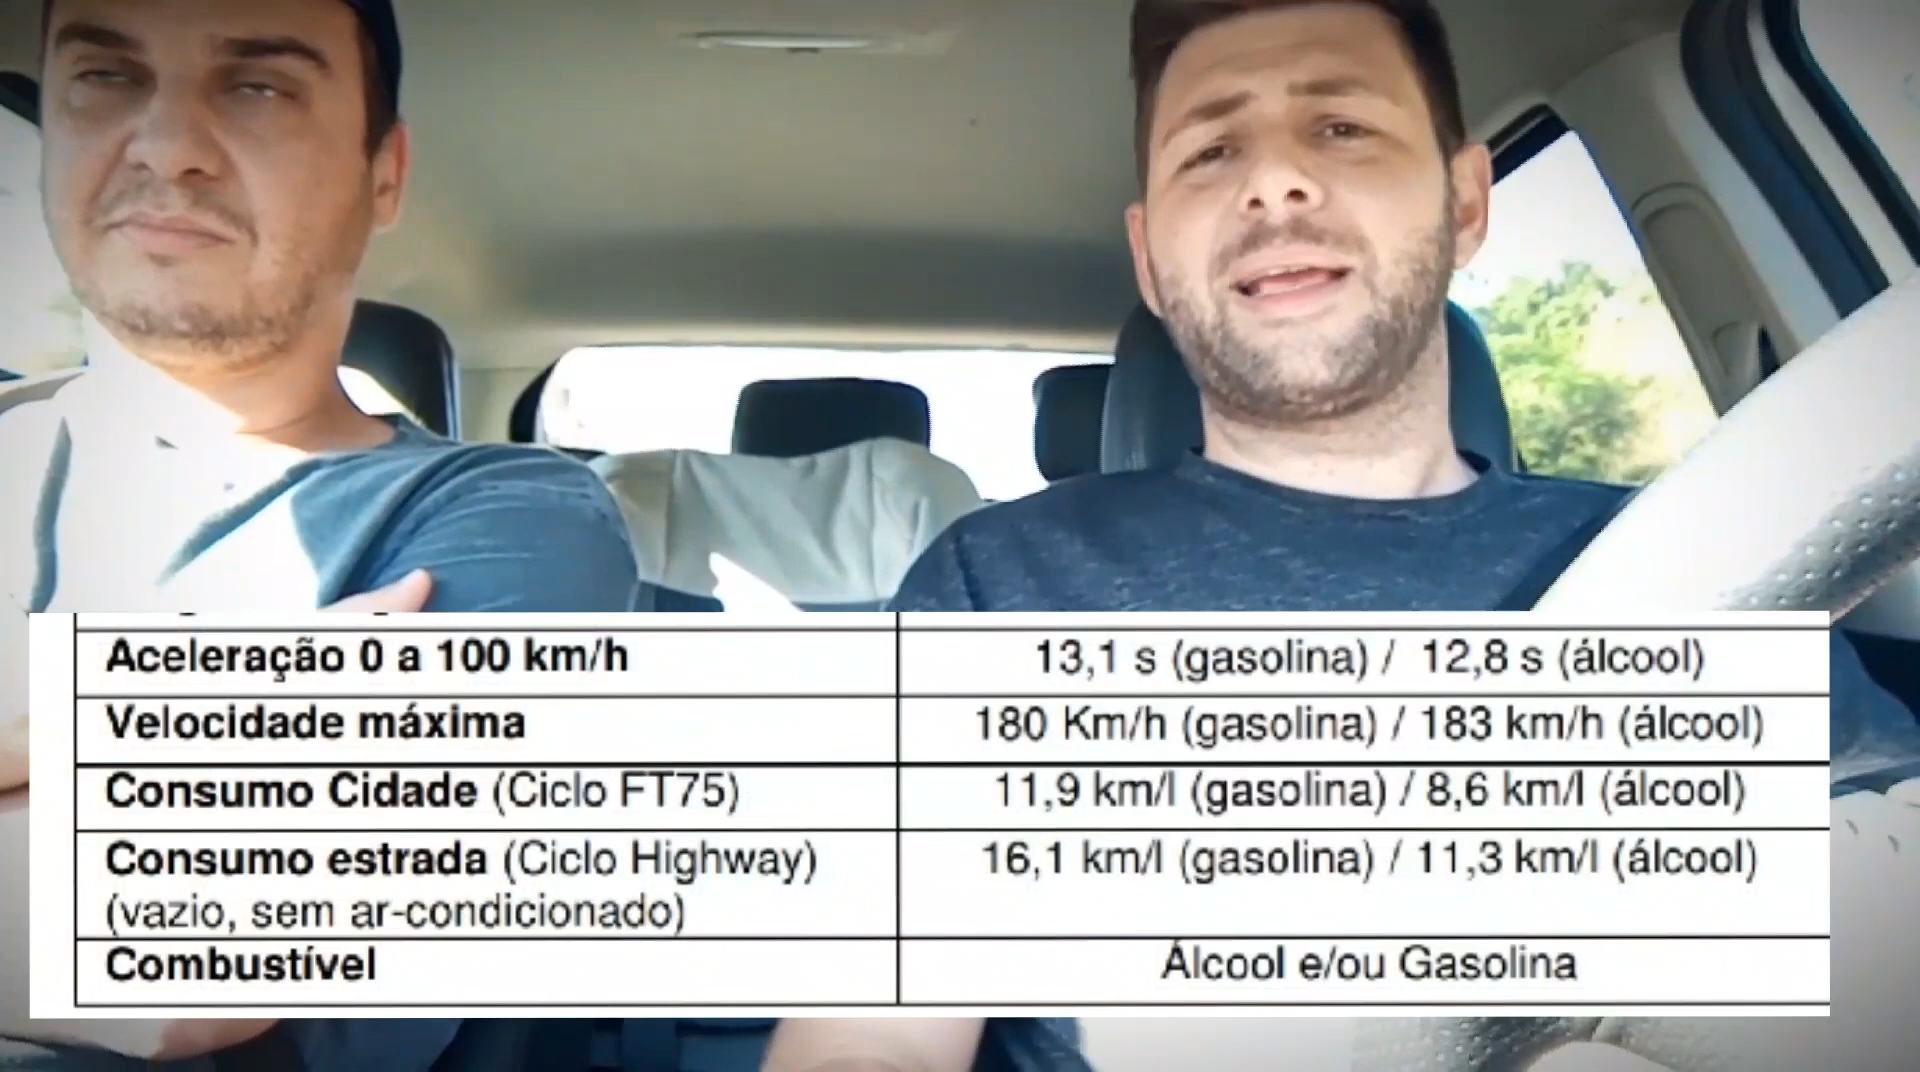 Aceleração 0 a 100 km/h 13,1 s (gasolina) / 12,8 s (álcool)
Velocidade máxima 180 Km/h (gasolina) / 183 km/h (álcool)
Consumo Cidade (Ciclo FT75) 11,9 km/l (gasolina) / 8,6 km/l (álcool)
Consumo estrada (Ciclo Highway) 16,1 km/l (gasolina) / 11,3 km/l (álcool)
(vazio, sem ar-condicionado)
Combustível Álcool e/ou Gasolina